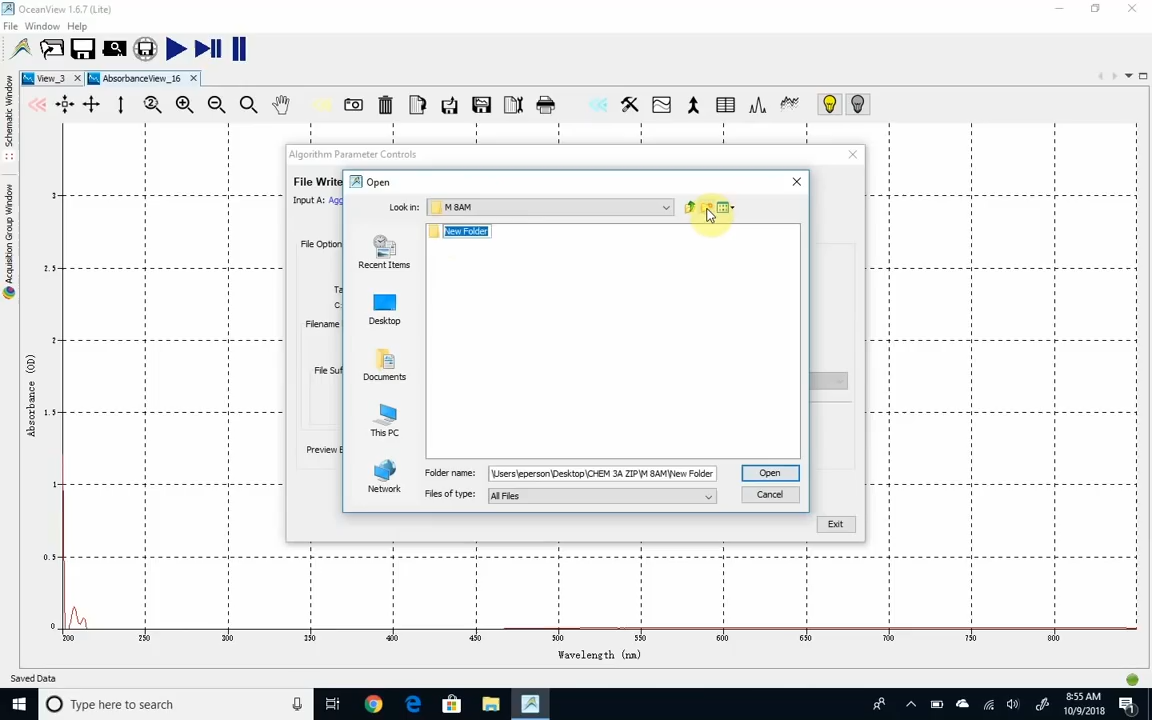 OceanView 1.6.7 (Lite)
File Window Help
View_3
AbsorbanceView_16
Schematic Window
Acquisition Group Window
Algorithm Parameter Controls
File Write
Input A:
File Option
Filename
File Suf
Exit
Open
Look in:
M 8AM
New Folder
Recent Items
Desktop
Documents
This PC
Network
Folder name:
\Users\eperson\Desktop\CHEM 3A ZIP\M 8AM\New Folder
Open
Files of type:
All Files
Cancel
Absorbance (OD)
3
2.5
2
1.5
1
0.5
0
200 250 300 350 400 450 500 550 600 650 700 750 800
Wavelength (nm)
Saved Data
Type here to search
8:55 AM
10/9/2018
1